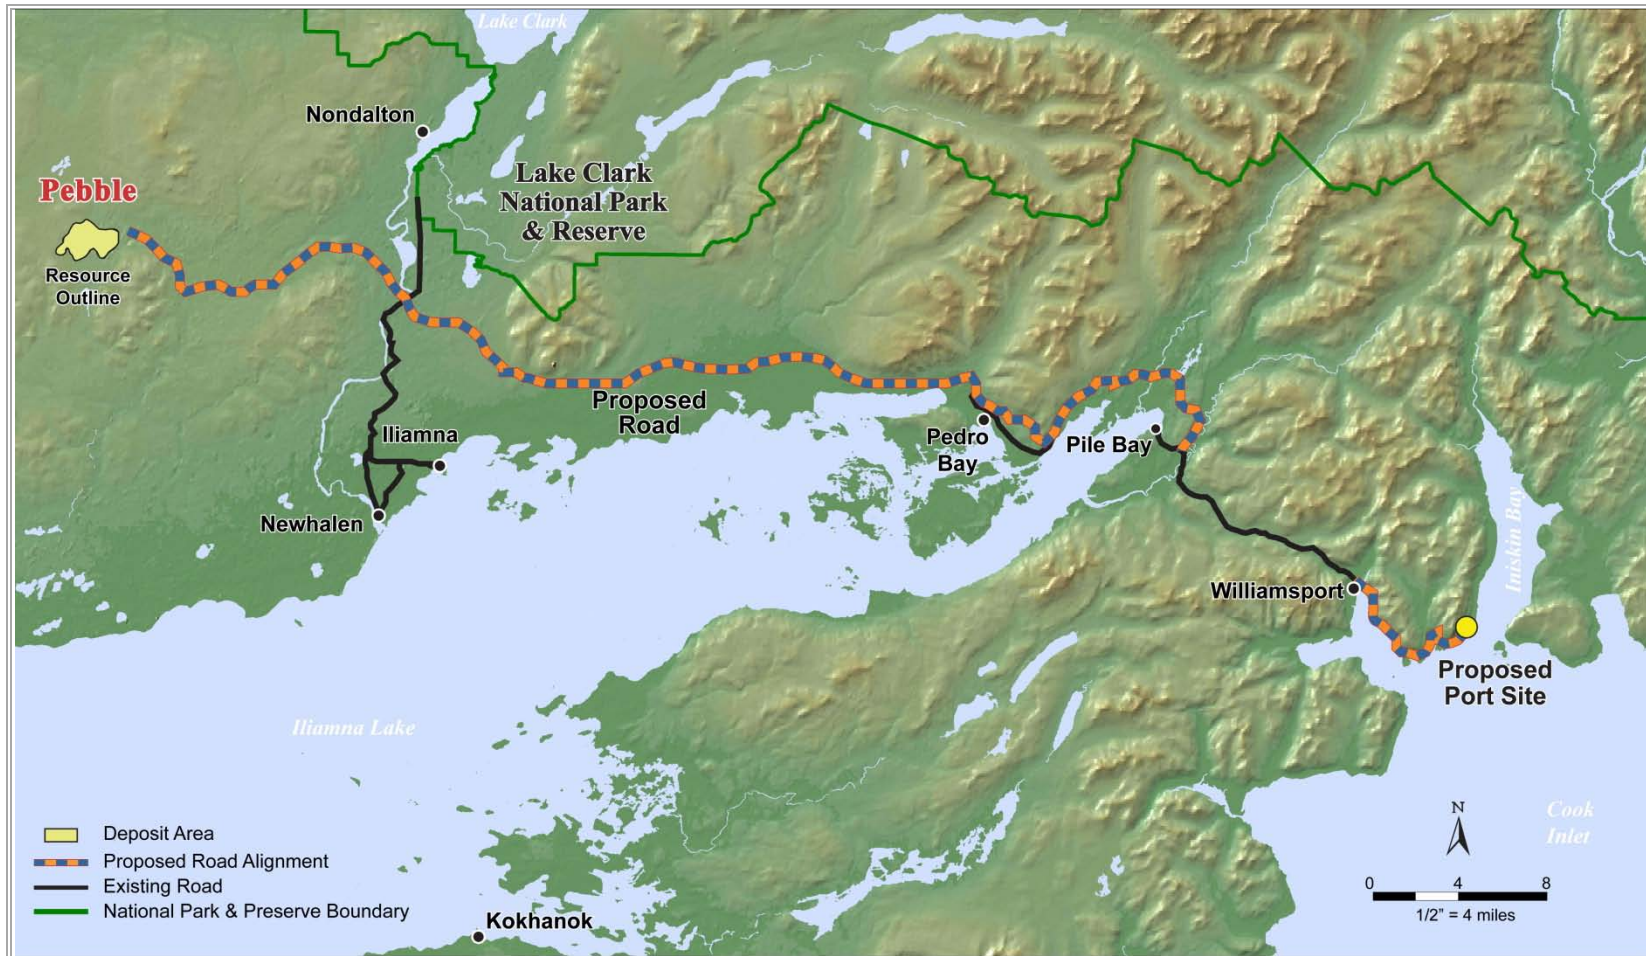 Lake Clark
Nondalton
Pebble
Lake Clark
National Park
& Reserve
Resource
Outline
Proposed
Road
Iliamna
Pedro
Bay
Pile Bay
Newhalen
Iniskin Bay
Williamsport
Proposed
Port Site
Iliamna Lake
Cook
Inlet
N
Deposit Area
Proposed Road Alignment
Existing Road
National Park & Preserve Boundary
0 4 8
1/2" = 4 miles
Kokhanok